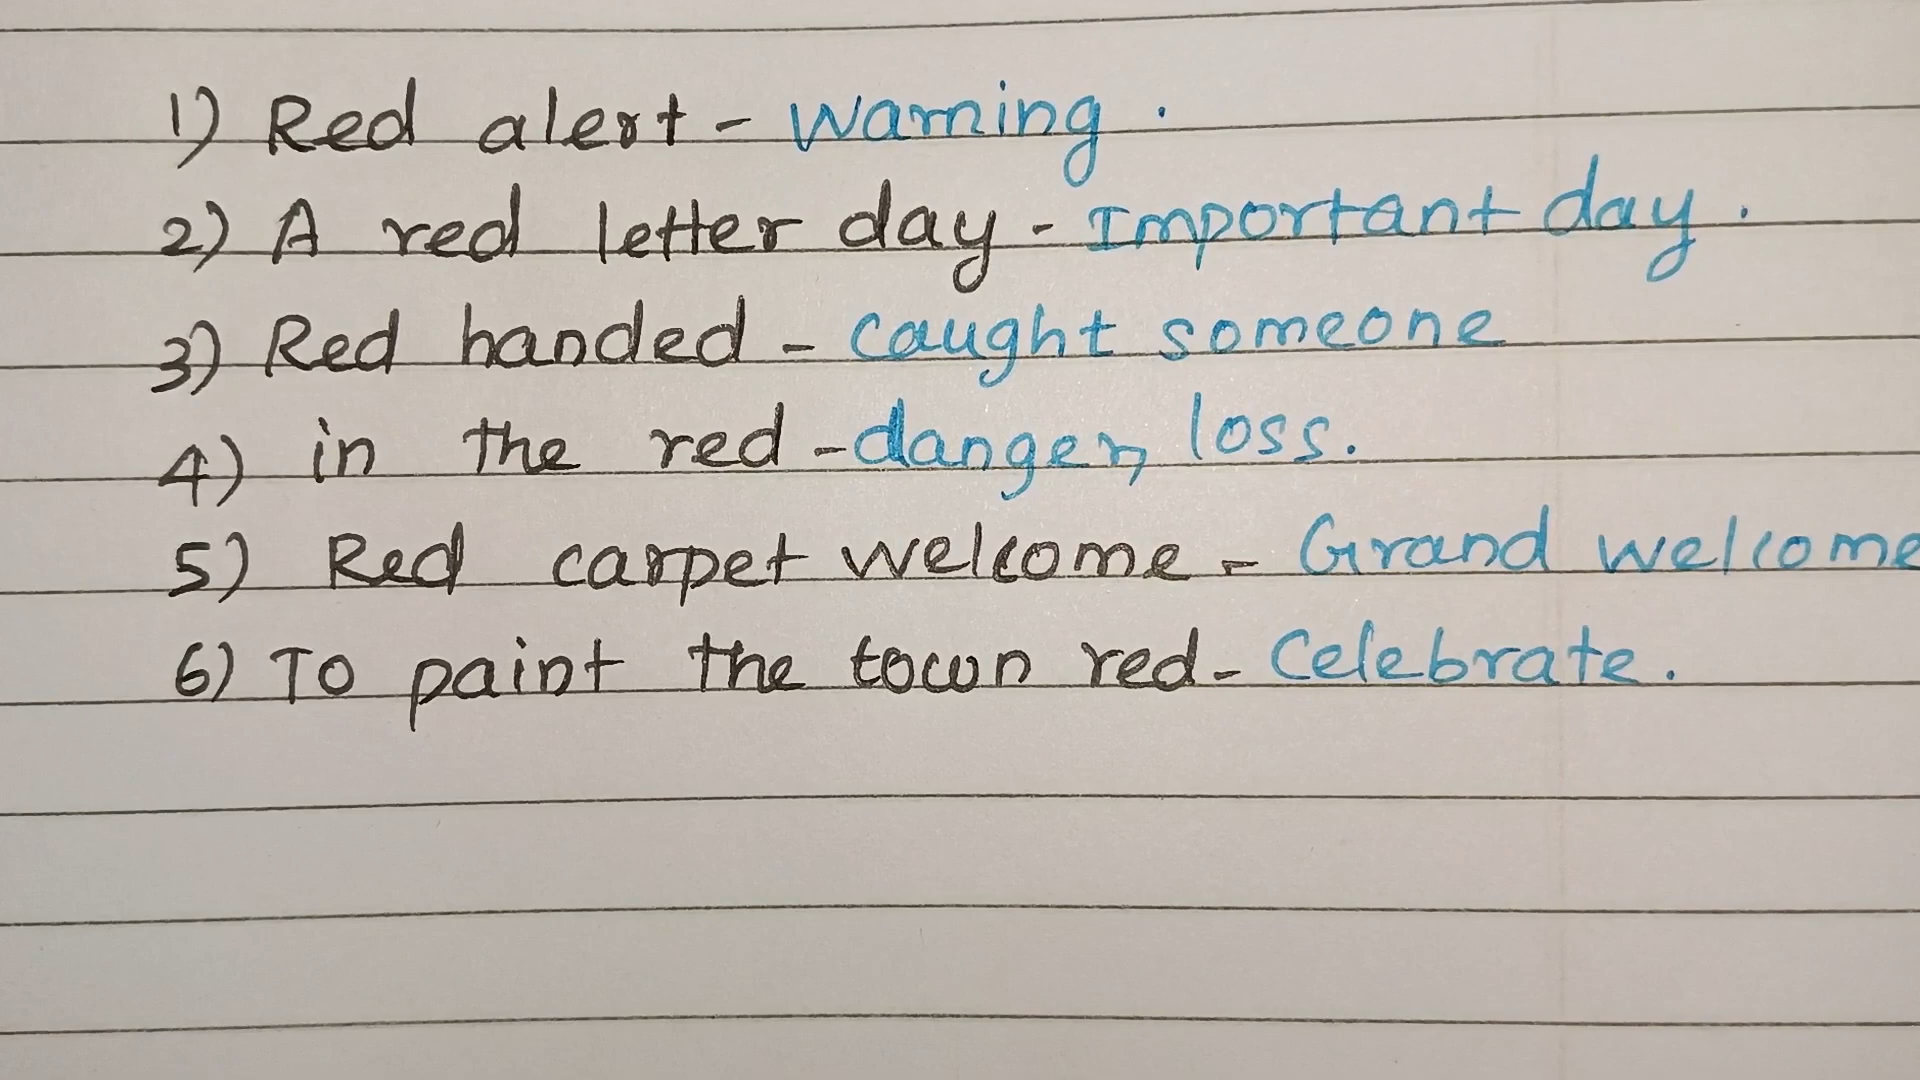 1) Red alert - Warning.
2) A red letter day - Important day.
3) Red handed - caught someone
4) in the red - danger, loss.
5) Red carpet welcome - Grand welcome
6) To paint the town red - Celebrate.